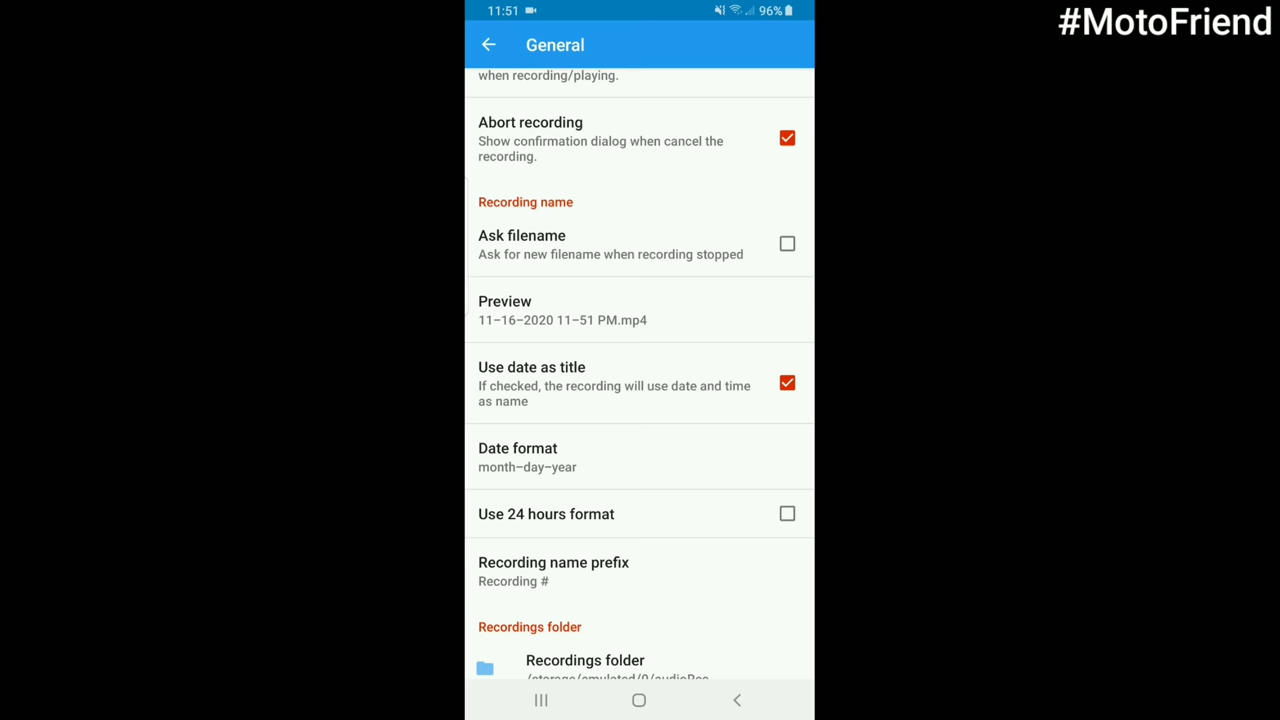 11:51
96%
#MotoFriend
General
when recording/playing.
Abort recording
Show confirmation dialog when cancel the
recording.
Recording name
Ask filename
Ask for new filename when recording stopped
Preview
11-16-2020 11-51 PM.mp4
Use date as title
If checked, the recording will use date and time
as name
Date format
month-day-year
Use 24 hours format
Recording name prefix
Recording #
Recordings folder
Recordings folder
/storage/emulated/0/audioRec